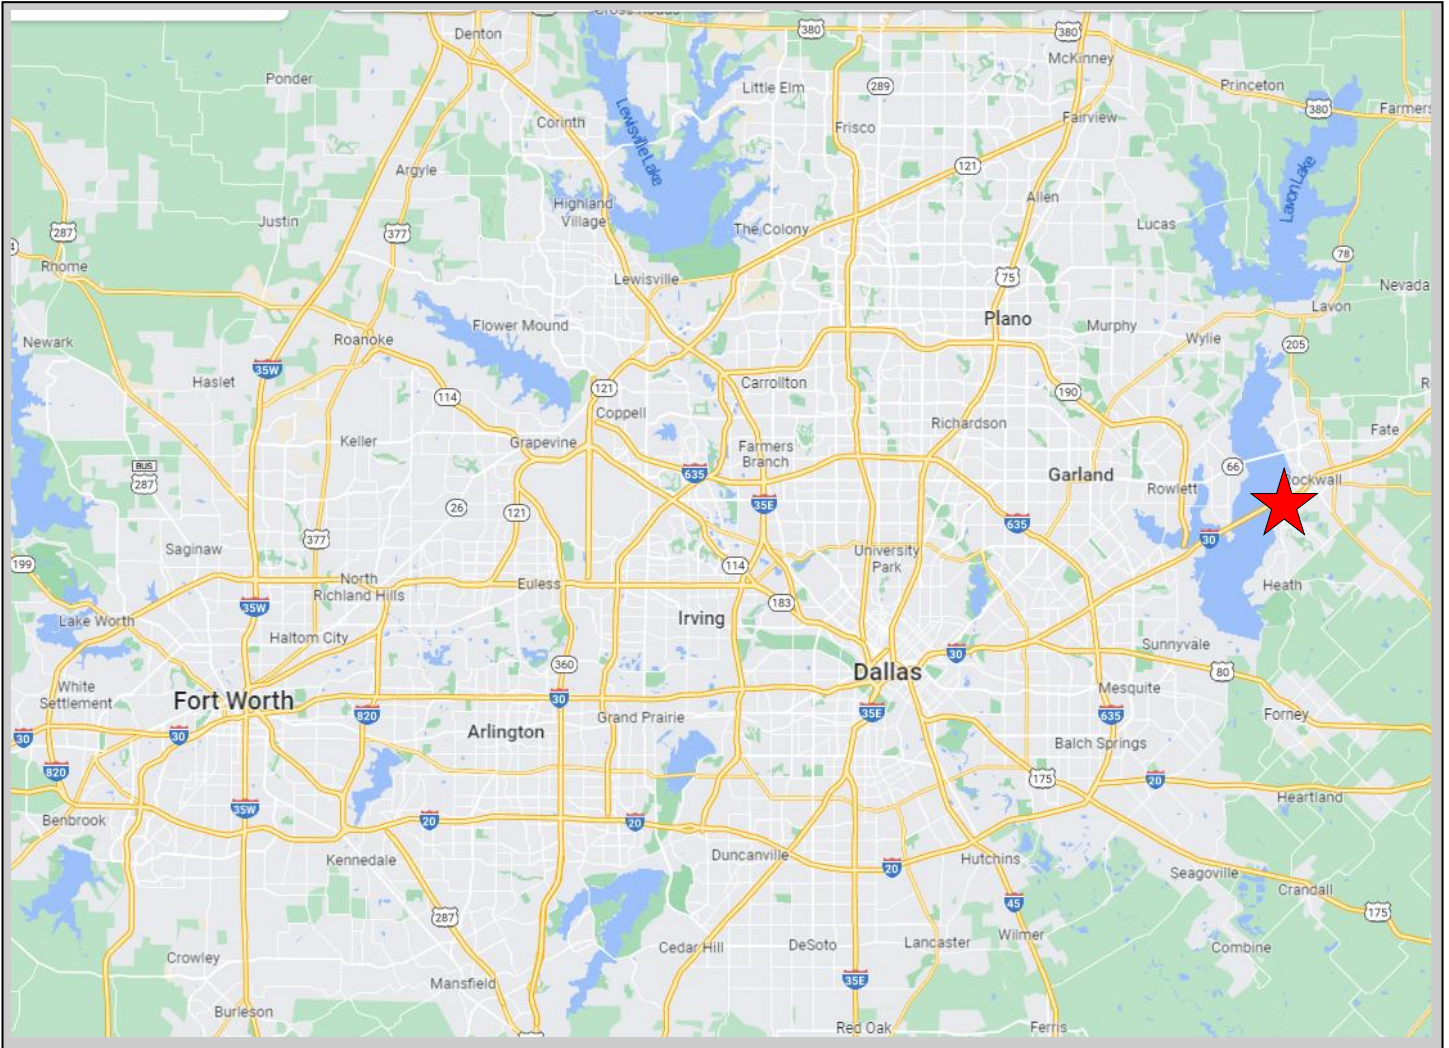 Cross Roads
Denton
380
380
McKinney
Ponder
Little Elm
289
Princeton
380
Farmers
Corinth
Lewisville Lake
Frisco
Fairview
121
Argyle
Lavon Lake
Highland
Village
Allen
Justin
377
The Colony
Lucas
287
Rhome
78
Lewisville
75
Nevada
Lavon
Plano
Murphy
Flower Mound
Newark
Roanoke
Wylie
205
35W
Haslet
114
121
Carrollton
190
Coppell
Richardson
Fate
Keller
Grapevine
Farmers
Branch
BUS
287
635
Garland
66
Rowlett
Rockwall
26
121
35E
635
377
30
Saginaw
199
University
Park
114
North
Richland Hills
Euless
Heath
35W
183
Lake Worth
Irving
Haltom City
Sunnyvale
360
30
80
Dallas
White
Settlement
Fort Worth
30
Mesquite
820
35E
635
Grand Prairie
Forney
30
30
Arlington
Balch Springs
820
175
20
Heartland
35W
Benbrook
20
20
Kennedale
Duncanville
20
Hutchins
Seagoville
Crandall
287
45
175
Cedar Hill
DeSoto
Lancaster
Wilmer
Combine
Crowley
Mansfield
35E
Burleson
Red Oak
Ferris